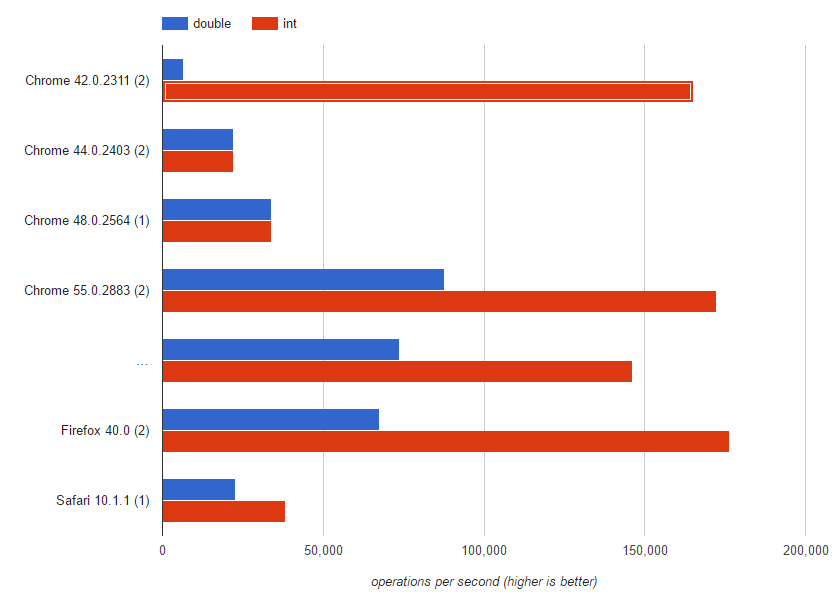 double int
Chrome 42.0.2311 (2)
Chrome 44.0.2403 (2)
Chrome 48.0.2564 (1)
Chrome 55.0.2883 (2)
...
Firefox 40.0 (2)
Safari 10.1.1 (1)
0 50,000 100,000 150,000 200,000
operations per second (higher is better)